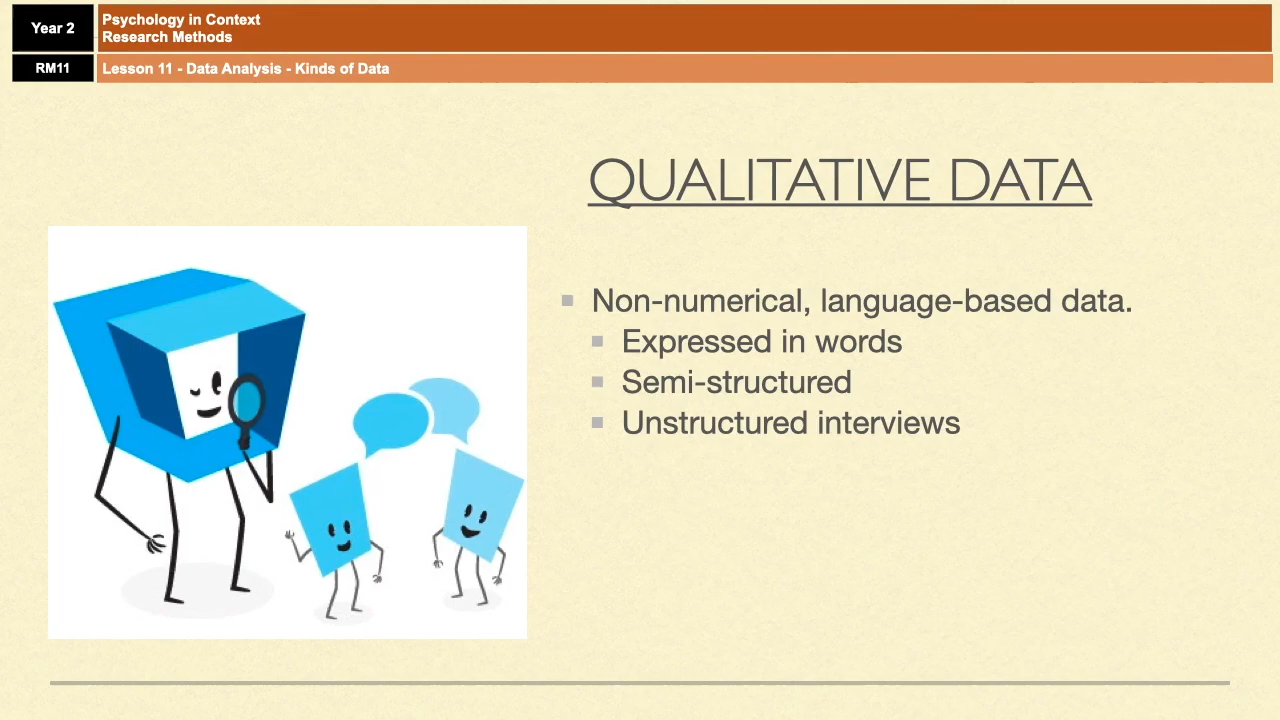 Year 2
Psychology in Context
Research Methods
RM11
Lesson 11 - Data Analysis - Kinds of Data
QUALITATIVE DATA
Non-numerical, language-based data.
Expressed in words
Semi-structured
Unstructured interviews